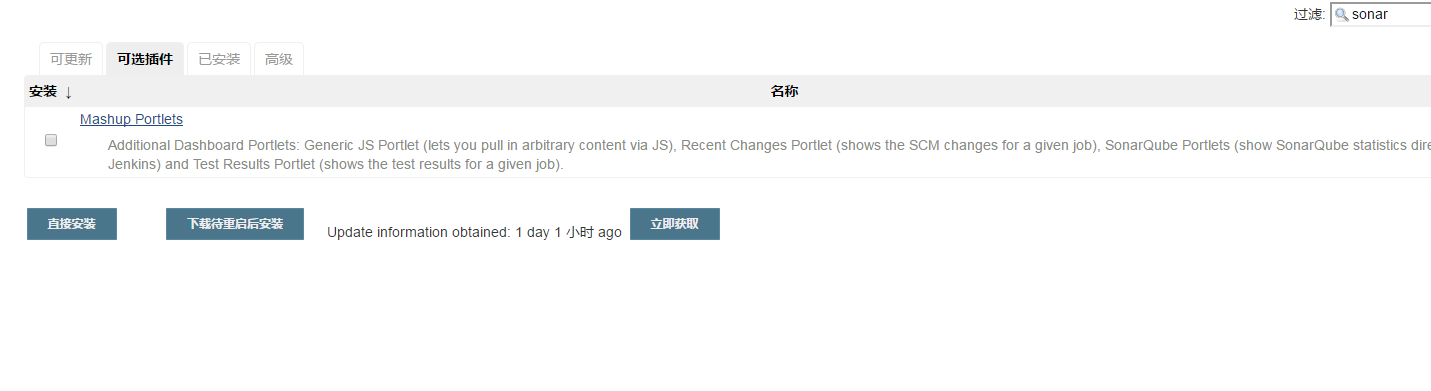 过滤: sonar
可更新 可选插件 已安装 高级
安装 ↓ 名称
Mashup Portlets
Additional Dashboard Portlets: Generic JS Portlet (lets you pull in arbitrary content via JS), Recent Changes Portlet (shows the SCM changes for a given job), SonarQube Portlets (show SonarQube statistics dire
Jenkins) and Test Results Portlet (shows the test results for a given job).
直接安装 下载待重启后安装 Update information obtained: 1 day 1 小时 ago 立即获取